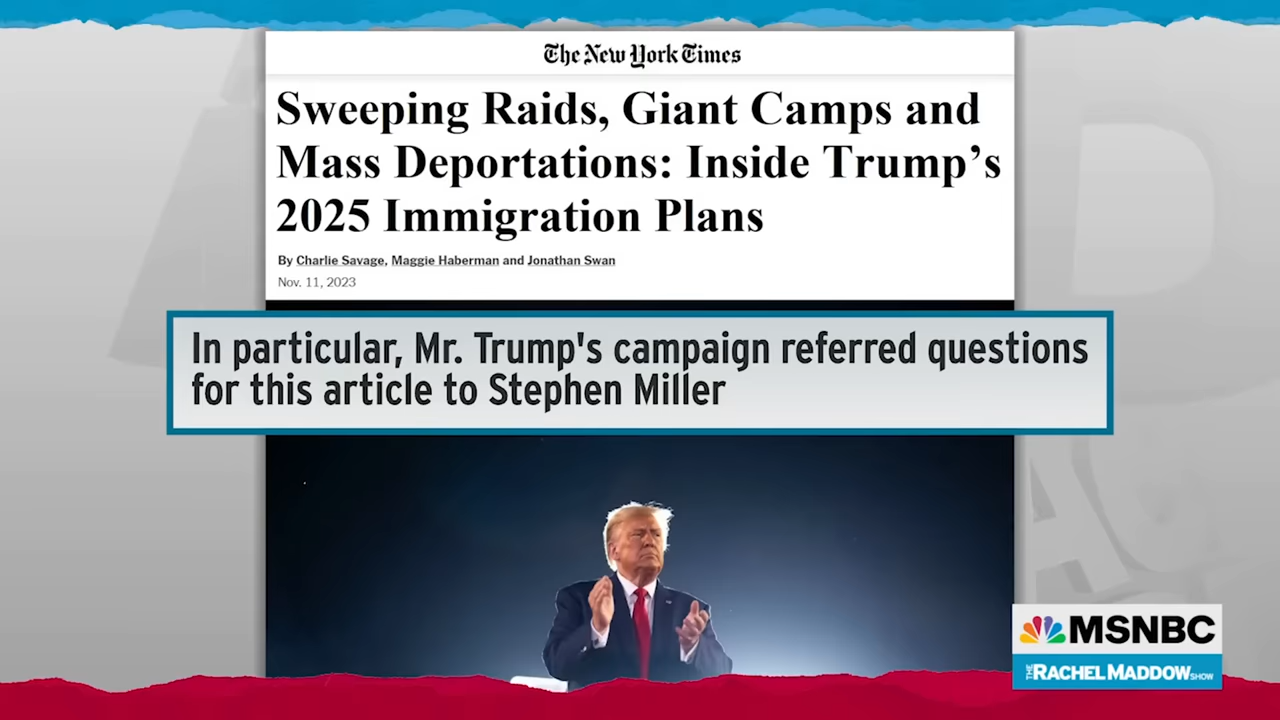 The New York Times
Sweeping Raids, Giant Camps and
Mass Deportations: Inside Trump's
2025 Immigration Plans
By Charlie Savage, Maggie Haberman and Jonathan Swan
Nov. 11, 2023
In particular, Mr. Trump's campaign referred questions
for this article to Stephen Miller
MSNBC
THE RACHEL MADDOW SHOW